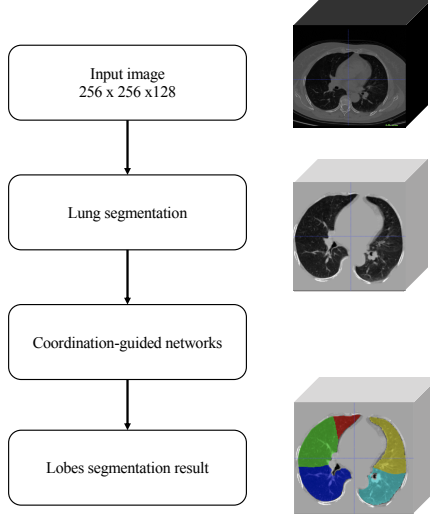 Input image
256 x 256 x128
Lung segmentation
Coordination-guided networks
Lobes segmentation result